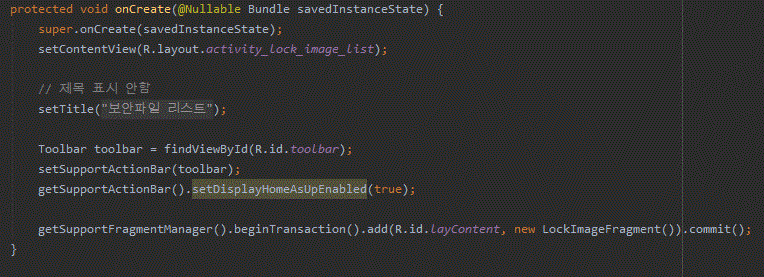 protected void onCreate(@Nullable Bundle savedInstanceState) {
super.onCreate(savedInstanceState);
setContentView(R.layout.activity_lock_image_list);
// 제목 표시 안함
setTitle("보안파일 리스트");
Toolbar toolbar = findViewById(R.id.toolbar);
setSupportActionBar(toolbar);
getSupportActionBar().setDisplayHomeAsUpEnabled(true);
getSupportFragmentManager().beginTransaction().add(R.id.layContent, new LockImageFragment()).commit();
}